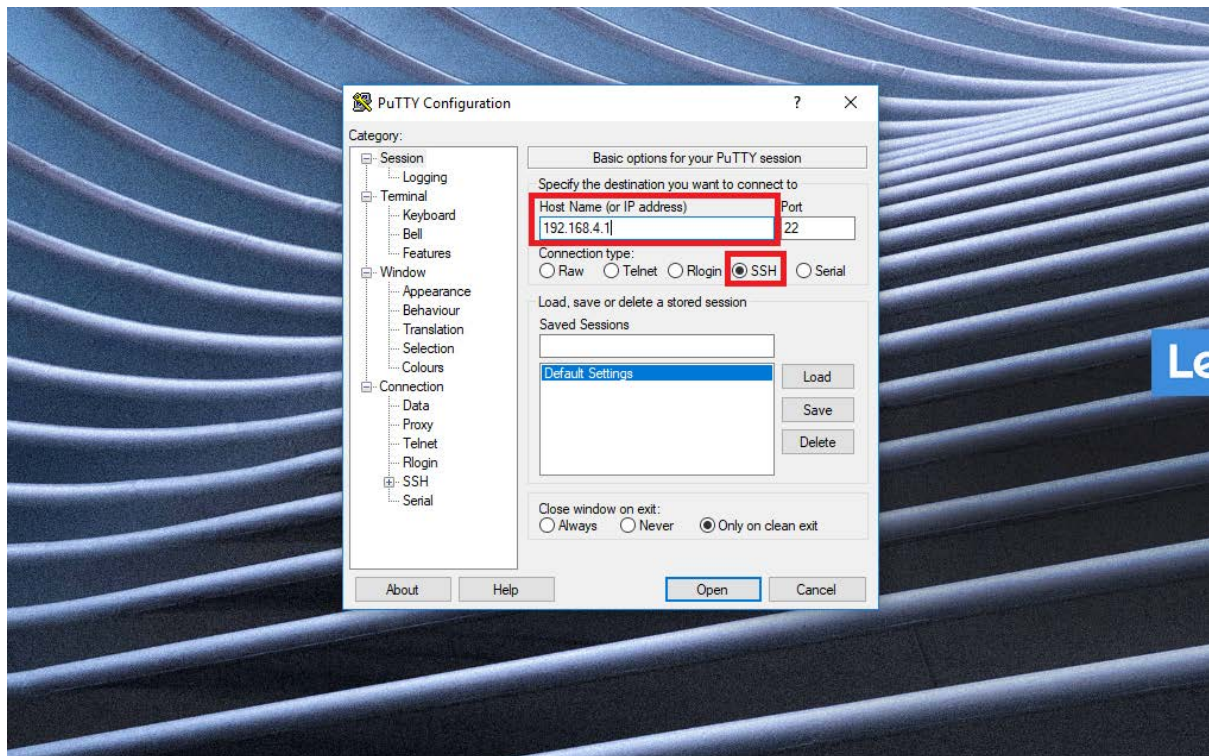 PuTTY Configuration ? X
Category:
Session
Logging
Terminal
Keyboard
Bell
Features
Window
Appearance
Behaviour
Translation
Selection
Colours
Connection
Data
Proxy
Telnet
Rlogin
SSH
Serial
Basic options for your PuTTY session
Specify the destination you want to connect to
Host Name (or IP address) Port
192.168.4.1 22
Connection type:
Raw Telnet Rlogin SSH Serial
Load, save or delete a stored session
Saved Sessions
Default Settings
Load
Save
Delete
Close window on exit:
Always Never Only on clean exit
About Help Open Cancel